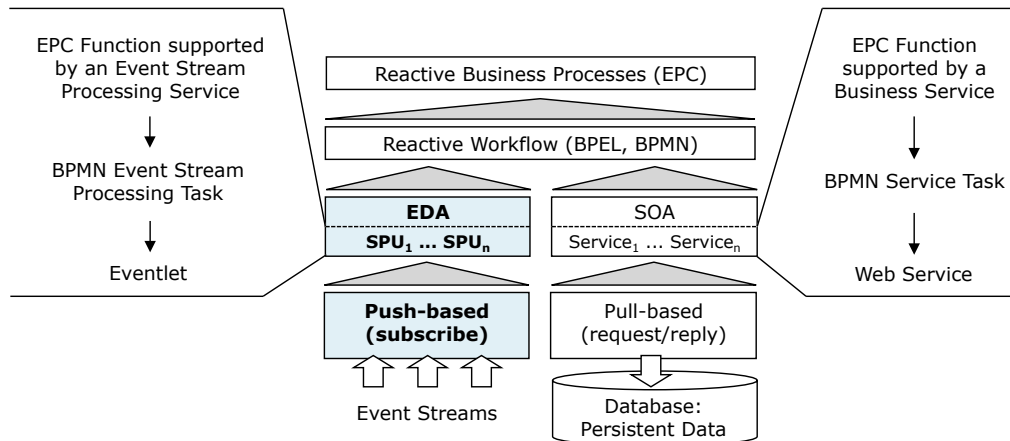 EPC Function supported
by an Event Stream
Processing Service
BPMN Event Stream
Processing Task
Eventlet
Reactive Business Processes (EPC)
Reactive Workflow (BPEL, BPMN)
EDA
SPU₁ ... SPUₙ
SOA
Service₁ ... Serviceₙ
Push-based
(subscribe)
Pull-based
(request/reply)
Event Streams
Database:
Persistent Data
EPC Function
supported by a
Business Service
BPMN Service Task
Web Service